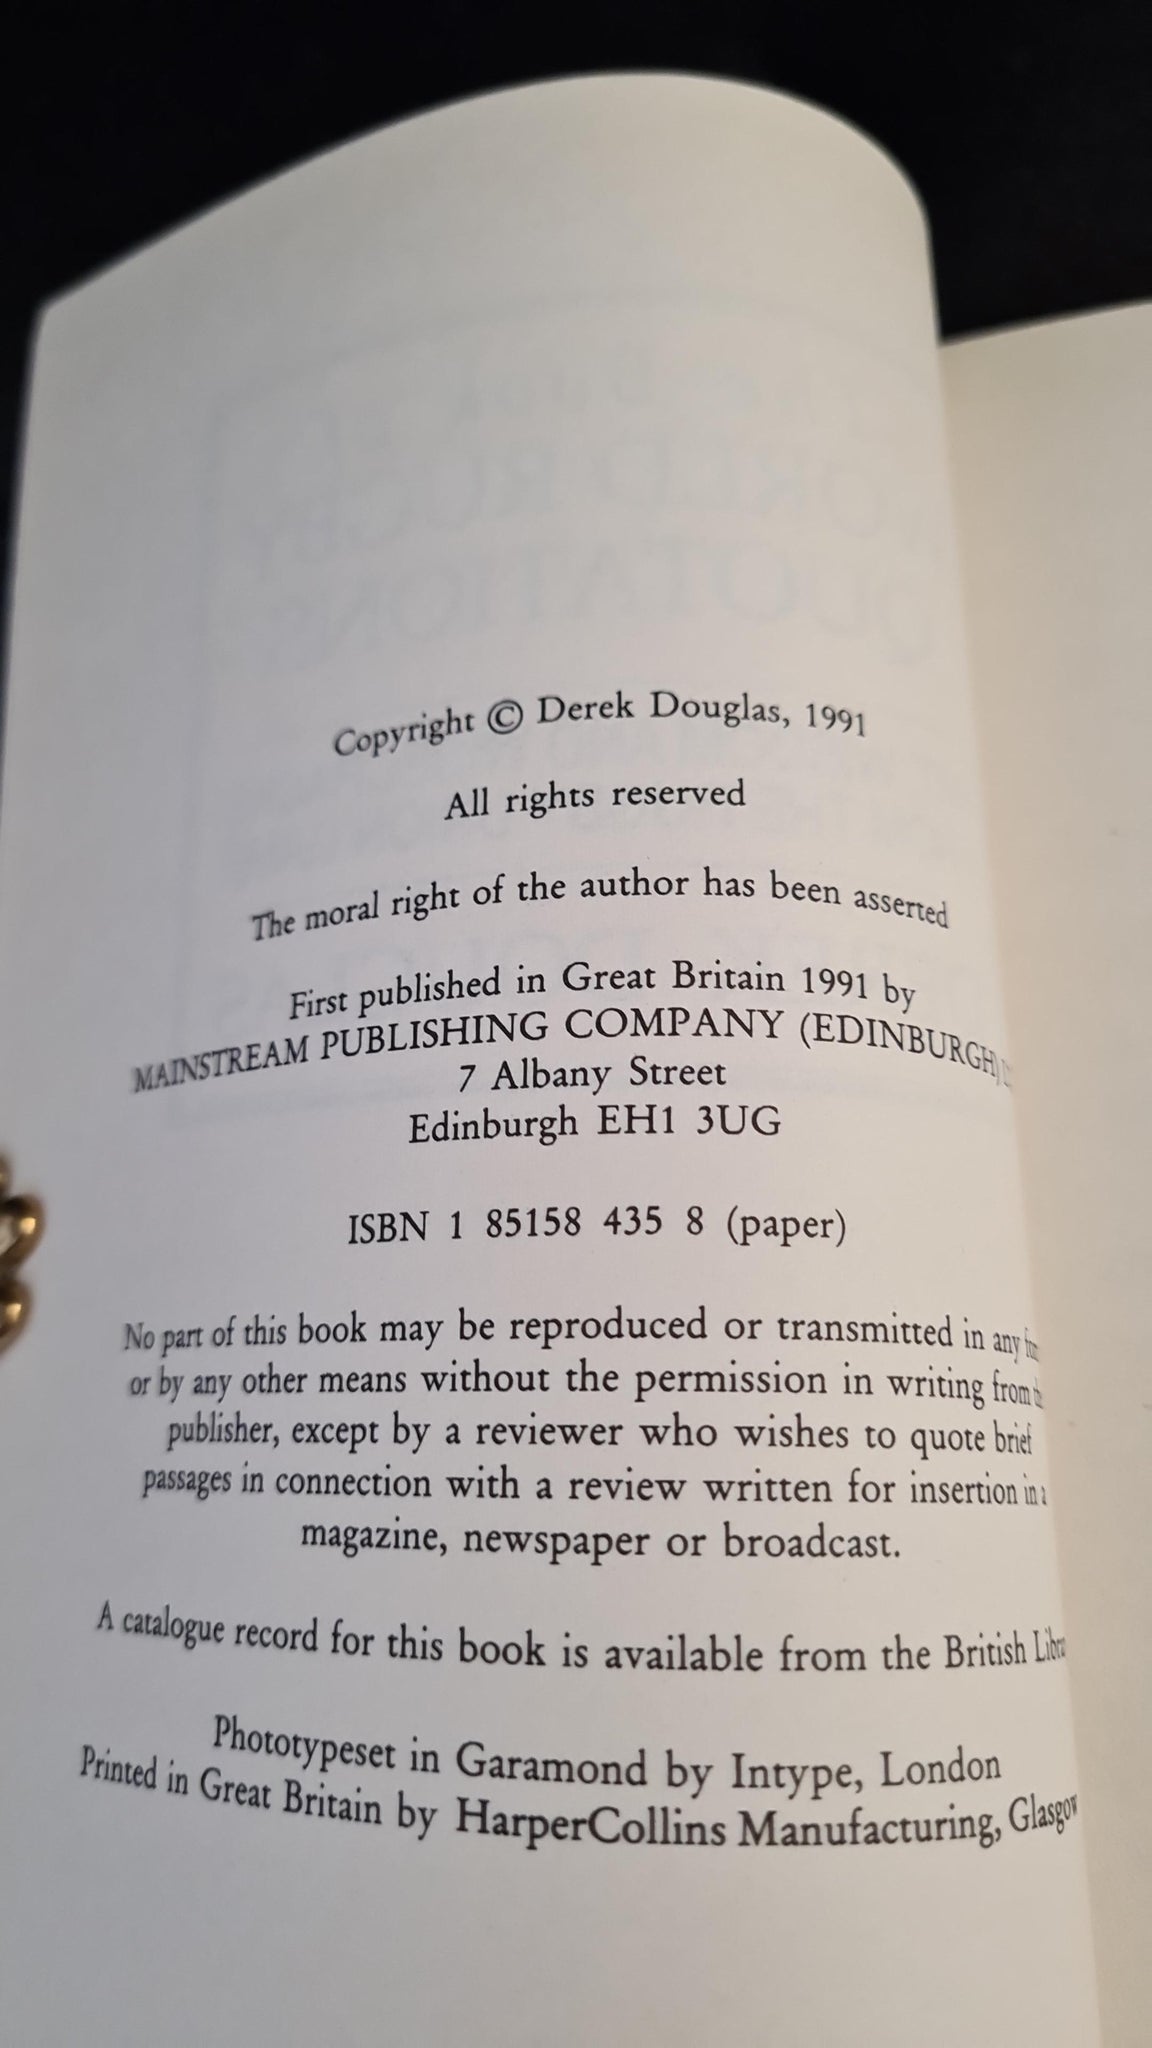 Copyright © Derek Douglas, 1991
All rights reserved
The moral right of the author has been asserted
First published in Great Britain 1991 by
MAINSTREAM PUBLISHING COMPANY (EDINBURGH)
7 Albany Street
Edinburgh EH1 3UG
ISBN 1 85158 435 8 (paper)
No part of this book may be reproduced or transmitted in any
or by any other means without the permission in writing from
publisher, except by a reviewer who wishes to quote brief
passages in connection with a review written for insertion in a
magazine, newspaper or broadcast.
A catalogue record for this book is available from the British
Phototypeset in Garamond by Intype, London
Printed in Great Britain by HarperCollins Manufacturing, Glasgow